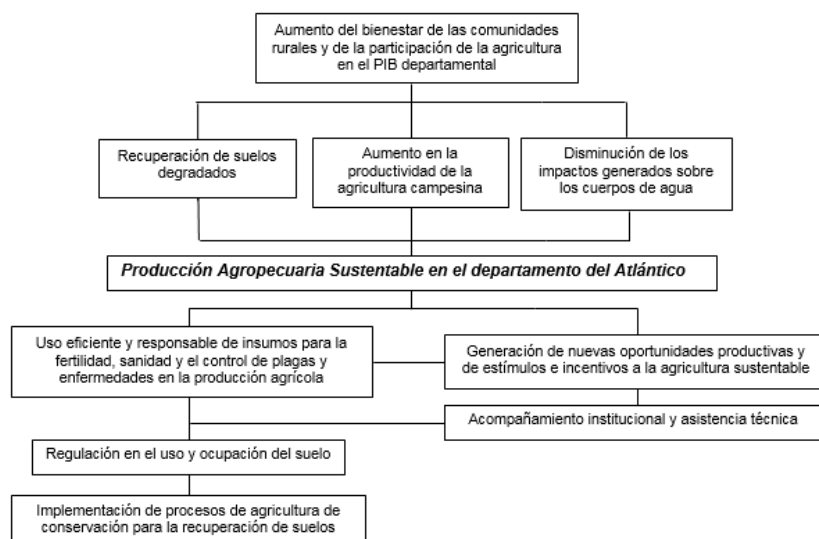 Aumento del bienestar de las comunidades
rurales y de la participación de la agricultura
en el PIB departamental
Recuperación de suelos
degradados
Aumento en la
productividad de la
agricultura campesina
Disminución de los
impactos generados sobre
los cuerpos de agua
Producción Agropecuaria Sustentable en el departamento del Atlántico
Uso eficiente y responsable de insumos para la
fertilidad, sanidad y el control de plagas y
enfermedades en la producción agrícola
Generación de nuevas oportunidades productivas y
de estímulos e incentivos a la agricultura sustentable
Acompañamiento institucional y asistencia técnica
Regulación en el uso y ocupación del suelo
Implementación de procesos de agricultura de
conservación para la recuperación de suelos